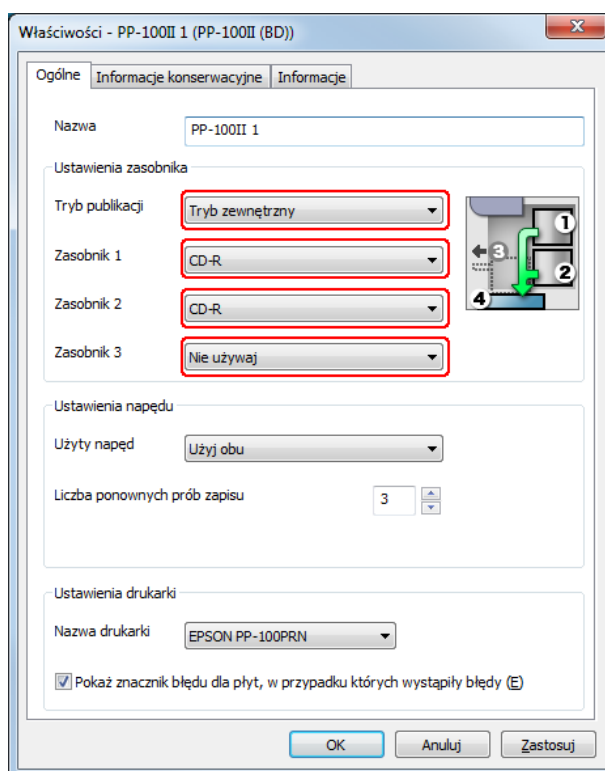 Właściwości - PP-100II 1 (PP-100II (BD))
Ogólne Informacje konserwacyjne Informacje
Nazwa PP-100II 1
Ustawienia zasobnika
Tryb publikacji Tryb zewnętrzny
Zasobnik 1 CD-R
Zasobnik 2 CD-R
Zasobnik 3 Nie używaj
1
3
2
4
Ustawienia napędu
Użyty napęd Użyj obu
Liczba ponownych prób zapisu 3
Ustawienia drukarki
Nazwa drukarki EPSON PP-100PRN
Pokaż znacznik błędu dla płyt, w przypadku których wystąpiły błędy (E)
OK Anuluj Zastosuj